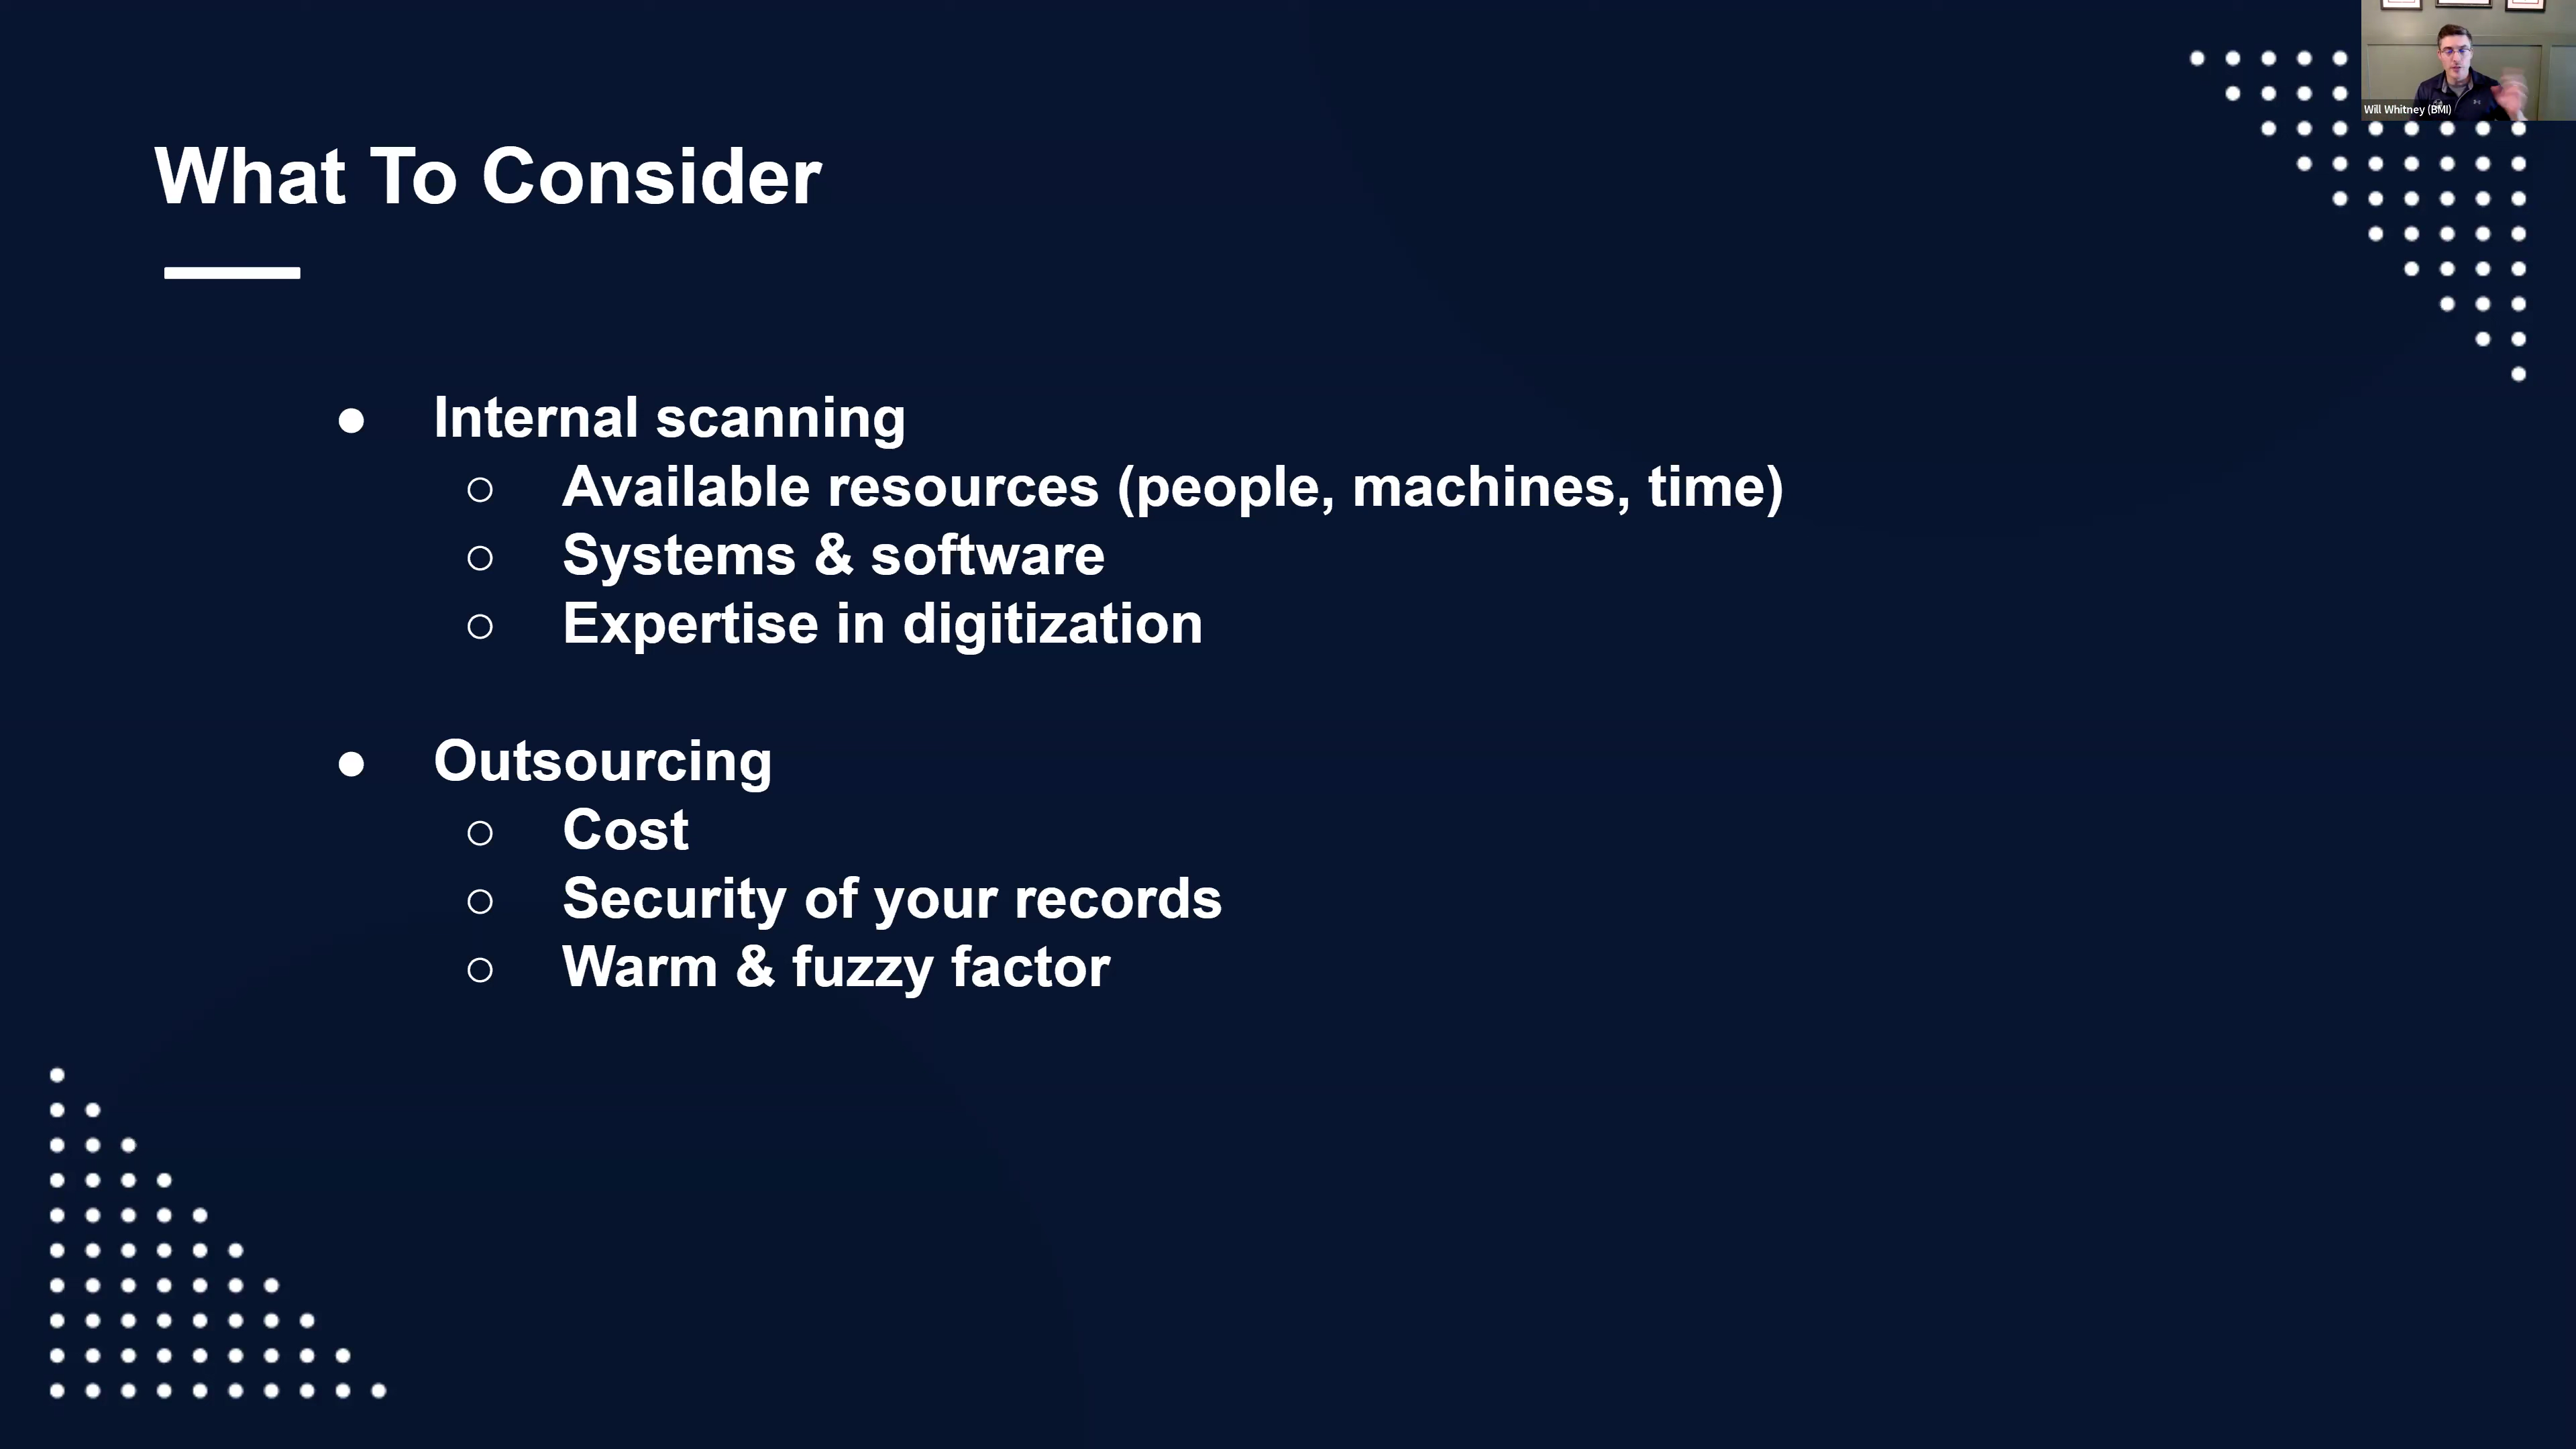 What To Consider
Will Whitney (BMI)
● Internal scanning
○ Available resources (people, machines, time)
○ Systems & software
○ Expertise in digitization
● Outsourcing
○ Cost
○ Security of your records
○ Warm & fuzzy factor